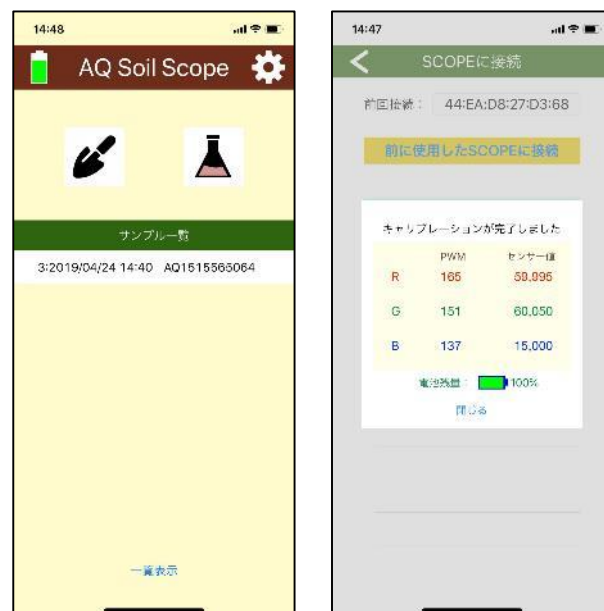 14:48
AQ Soil Scope
サンプル一覧
3:2019/04/24 14:40 AQ1515565064
一覧表示
14:47
SCOPEに接続
前回接続： 44:EA:D8:27:D3:68
前に使用したSCOPEに接続
キャリブレーションが完了しました
PWM センサー値
R 165 59,995
G 151 60,050
B 137 15,000
電池残量： 100%
閉じる